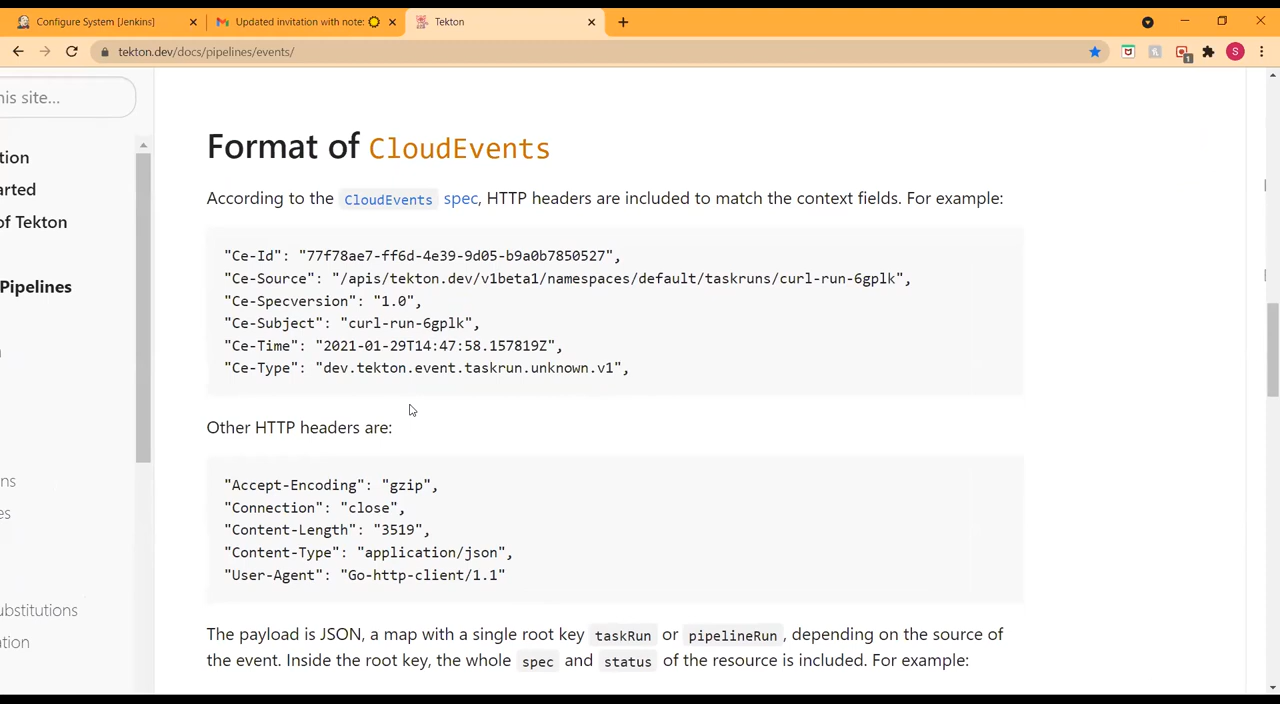 Configure System [Jenkins]
Updated invitation with note:
Tekton
tekton.dev/docs/pipelines/events/
1
S
his site...
tion
arted
of Tekton
Pipelines
ns
es
ubstitutions
ation
Format of CloudEvents
According to the CloudEvents spec, HTTP headers are included to match the context fields. For example:
"Ce-Id": "77f78ae7-ff6d-4e39-9d05-b9a0b7850527",
"Ce-Source": "/apis/tekton.dev/v1beta1/namespaces/default/taskruns/curl-run-6gplk",
"Ce-Specversion": "1.0",
"Ce-Subject": "curl-run-6gplk",
"Ce-Time": "2021-01-29T14:47:58.157819Z",
"Ce-Type": "dev.tekton.event.taskrun.unknown.v1",
Other HTTP headers are:
"Accept-Encoding": "gzip",
"Connection": "close",
"Content-Length": "3519",
"Content-Type": "application/json",
"User-Agent": "Go-http-client/1.1"
The payload is JSON, a map with a single root key taskRun or pipelineRun, depending on the source of
the event. Inside the root key, the whole spec and status of the resource is included. For example: